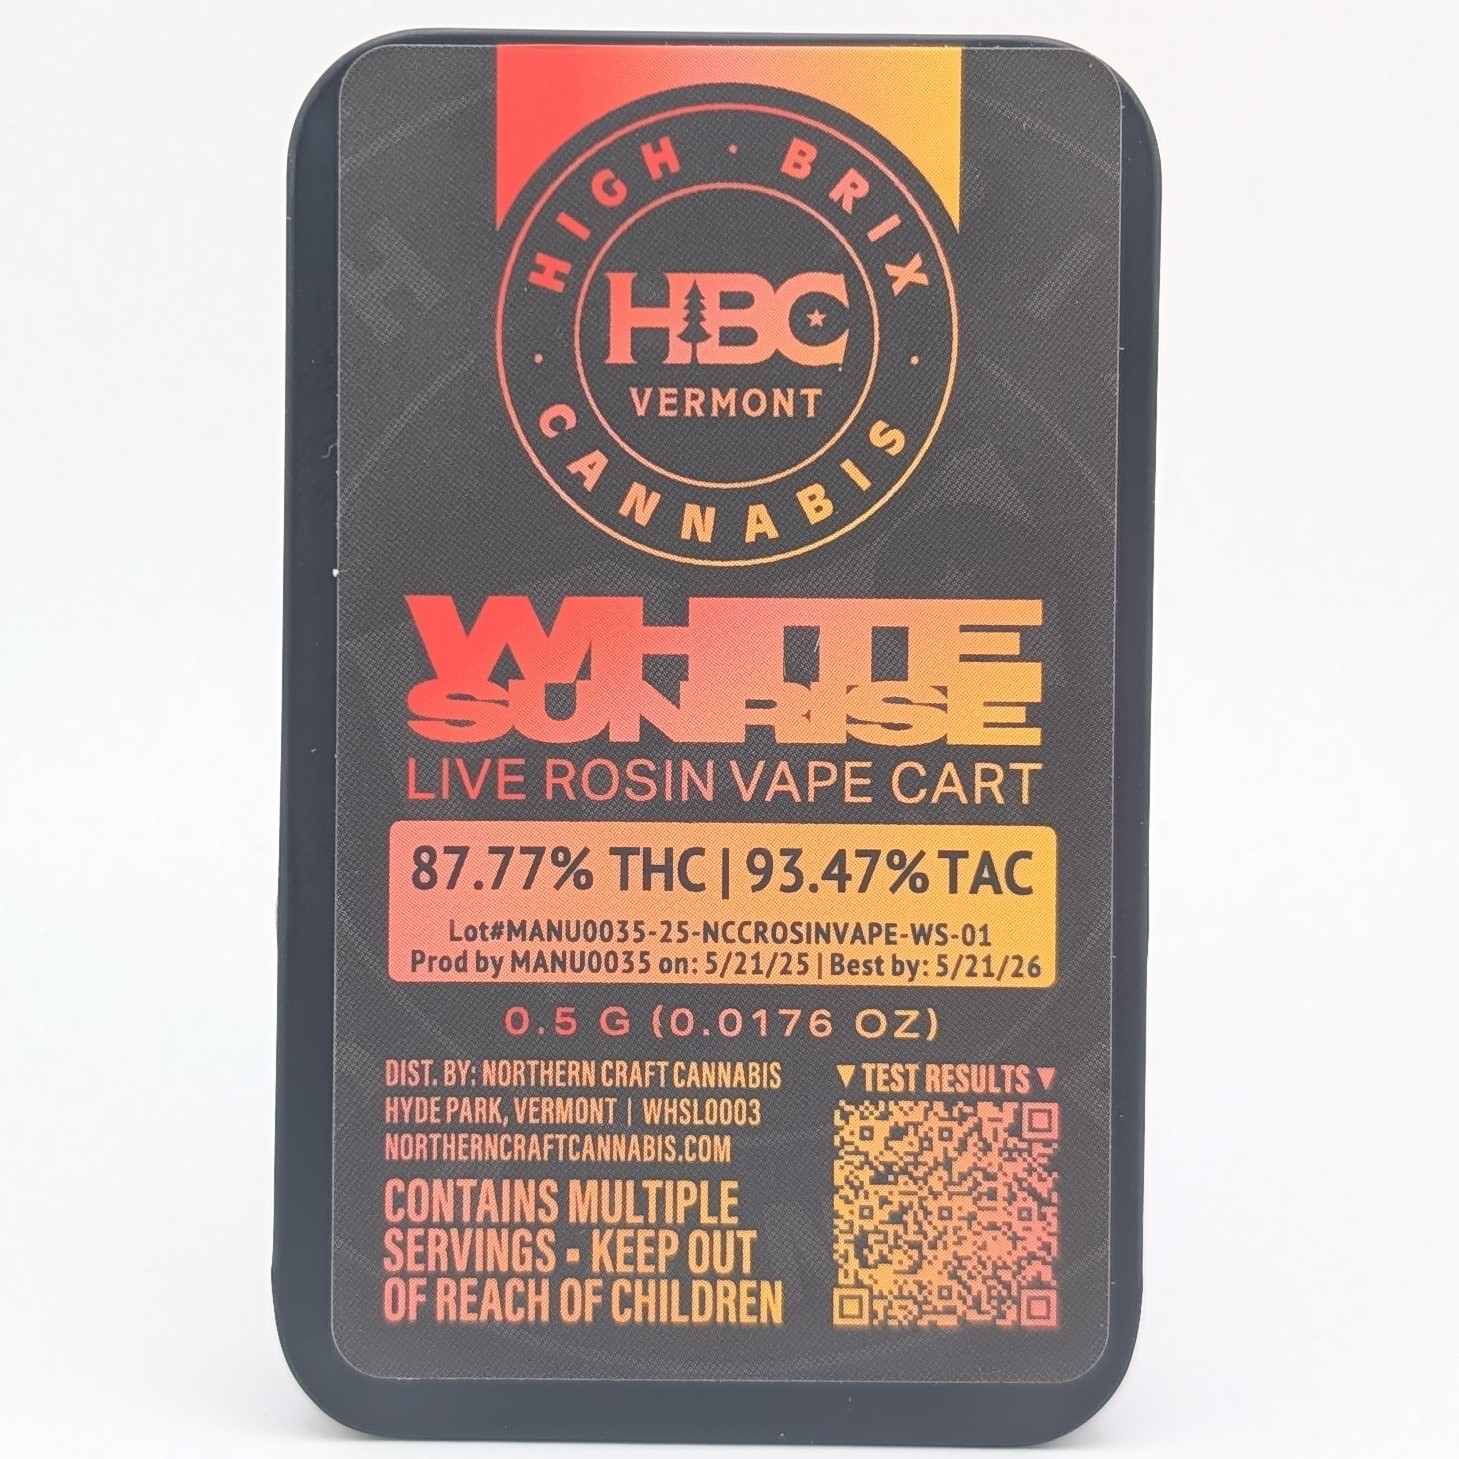 HIGH · BRIX
HBC
VERMONT
· CANNABIS ·
WHITE
SUNRISE
LIVE ROSIN VAPE CART
87.77% THC | 93.47% TAC
Lot#MANU0035-25-NCCROSINVAPE-WS-01
Prod by MANU0035 on: 5/21/25 | Best by: 5/21/26
0.5 G (0.0176 OZ)
DIST. BY: NORTHERN CRAFT CANNABIS
HYDE PARK, VERMONT | WHSL0003
NORTHERNCRAFTCANNABIS.COM
CONTAINS MULTIPLE
SERVINGS - KEEP OUT
OF REACH OF CHILDREN
▼TEST RESULTS▼